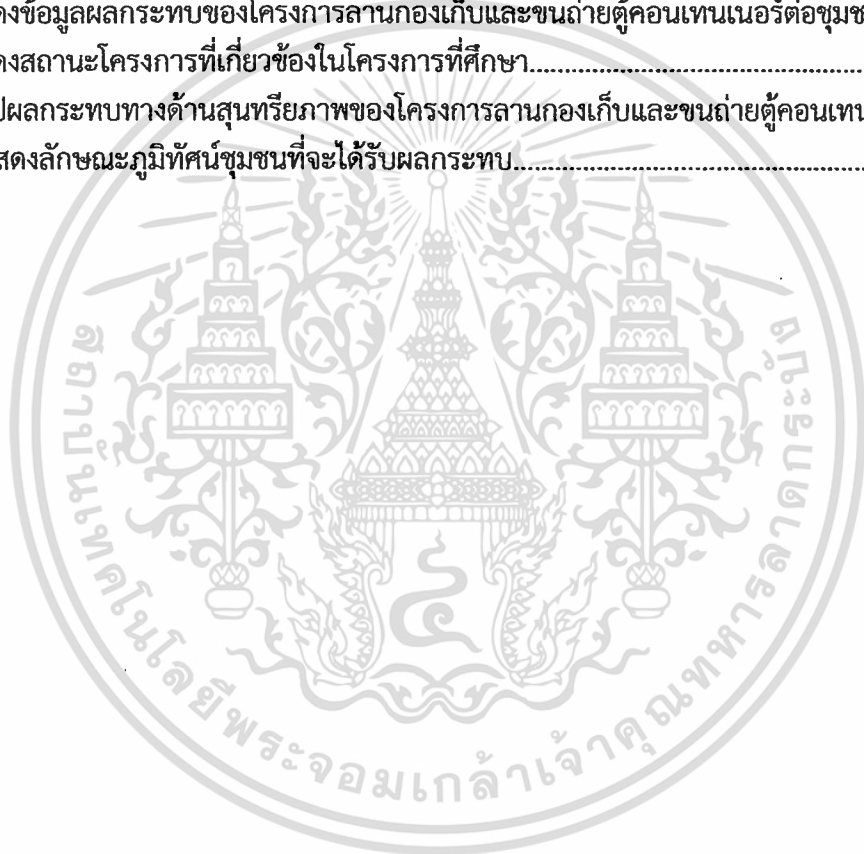 ดงข้อมูลผลกระทบของโครงการลานกองเก็บและขนถ่ายตู้คอนเทนเนอร์ต่อชุมช
ดงสถานะโครงการที่เกี่ยวข้องในโครงการที่ศึกษา
ปผลกระทบทางด้านสุนทรียภาพของโครงการลานกองเก็บและขนถ่ายตู้คอนเทน
สดงลักษณะภูมิทัศน์ชุมชนที่จะได้รับผลกระทบ
สถาบันเทคโนโลยีพระจอมเกล้าเจ้าคุณทหารลาดกระบัง
๔